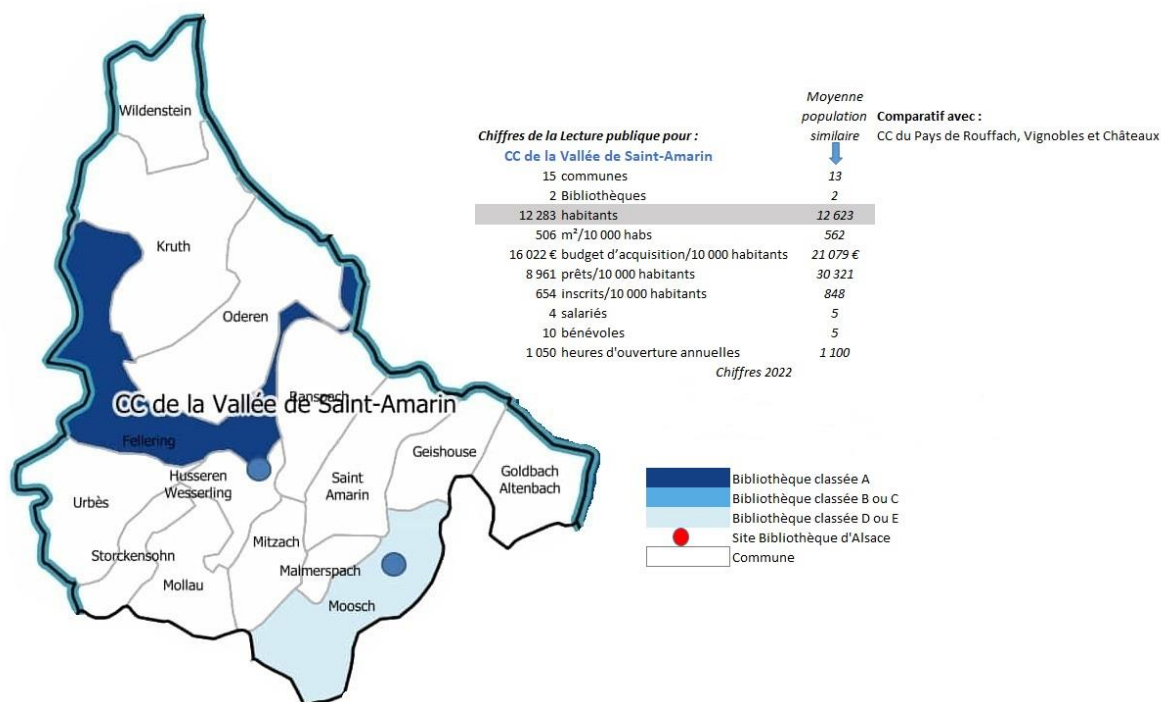 Wildenstein
Kruth
Oderen
Ranspach
CC de la Vallée de Saint-Amarin
Fellering
Geishouse
Husseren
Wesserling
Saint
Amarin
Goldbach
Altenbach
Urbès
Mitzach
Storckensohn
Malmerspach
Mollau
Moosch
Moyenne
population
similaire
Comparatif avec :
CC du Pays de Rouffach, Vignobles et Châteaux
Chiffres de la Lecture publique pour :
CC de la Vallée de Saint-Amarin
15 communes 13
2 Bibliothèques 2
12 283 habitants 12 623
506 m²/10 000 habs 562
16 022 € budget d'acquisition/10 000 habitants 21 079 €
8 961 prêts/10 000 habitants 30 321
654 inscrits/10 000 habitants 848
4 salariés 5
10 bénévoles 5
1 050 heures d'ouverture annuelles 1 100
Chiffres 2022
Bibliothèque classée A
Bibliothèque classée B ou C
Bibliothèque classée D ou E
Site Bibliothèque d'Alsace
Commune